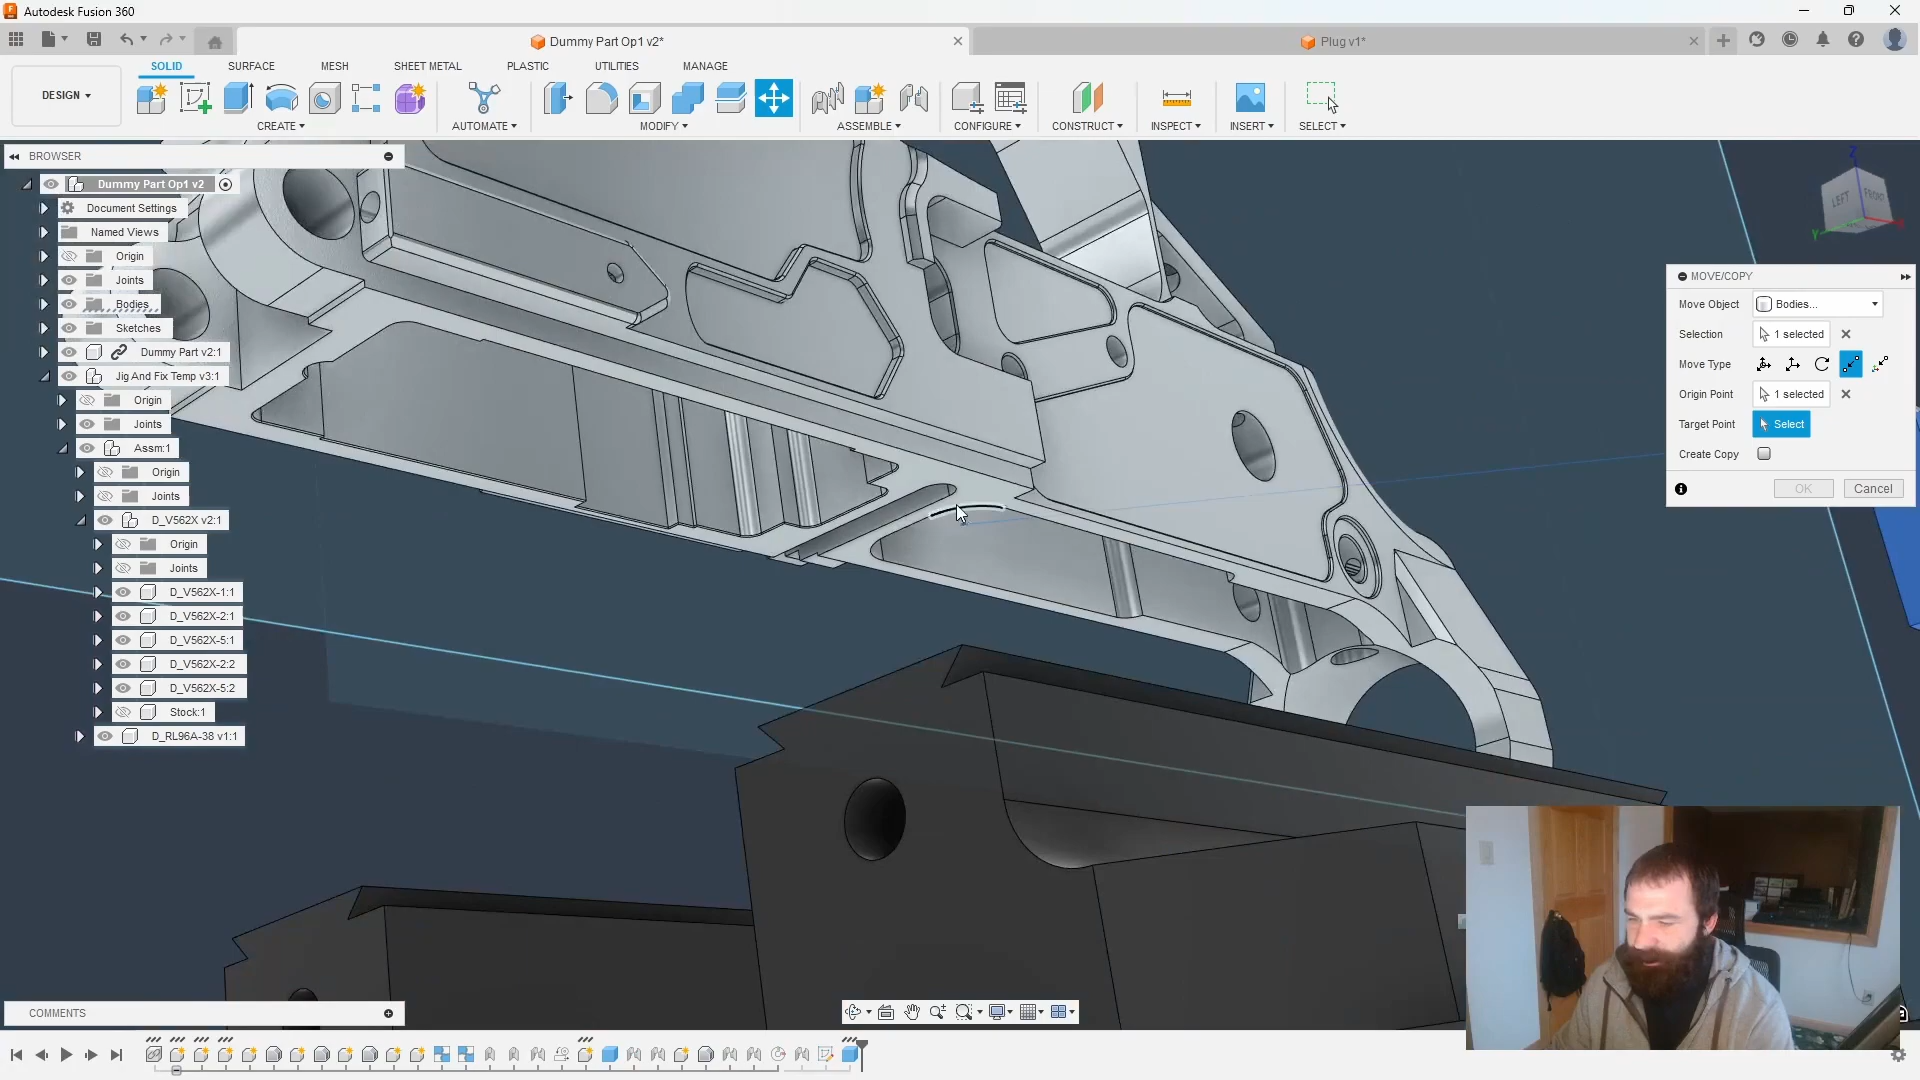 Autodesk Fusion 360
Dummy Part Op1 v2*
Plug v1*
DESIGN
SOLID
SURFACE
MESH
SHEET METAL
PLASTIC
UTILITIES
MANAGE
CREATE
AUTOMATE
MODIFY
ASSEMBLE
CONFIGURE
CONSTRUCT
INSPECT
INSERT
SELECT
BROWSER
Dummy Part Op1 v2
Document Settings
Named Views
Origin
Joints
Bodies
Sketches
Dummy Part v2:1
Jig And Fix Temp v3:1
Origin
Joints
Assm:1
Origin
Joints
D_V562X v2:1
Origin
Joints
D_V562X-1:1
D_V562X-2:1
D_V562X-5:1
D_V562X-2:2
D_V562X-5:2
Stock:1
D_RL96A-38 v1:1
Z
LEFT
FRONT
Y
X
MOVE/COPY
Move Object
Bodies...
Selection
1 selected
Move Type
Origin Point
1 selected
Target Point
Select
Create Copy
OK
Cancel
COMMENTS